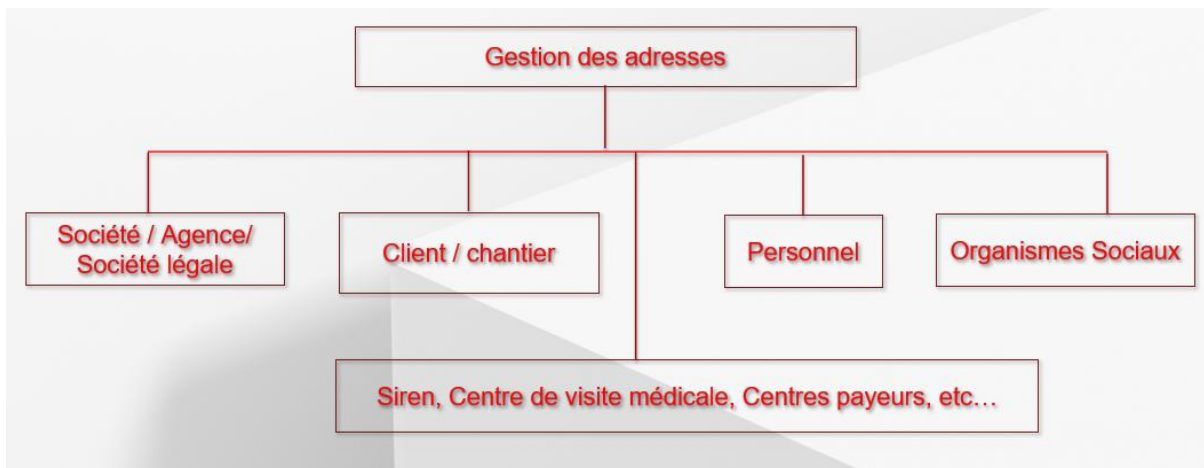 Gestion des adresses
Société / Agence/
Société légale
Client / chantier
Personnel
Organismes Sociaux
Siren, Centre de visite médicale, Centres payeurs, etc…